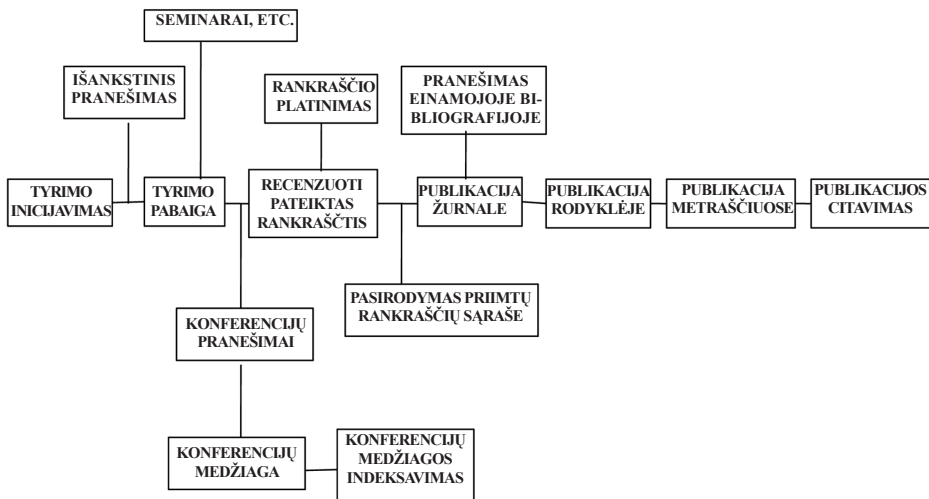 SEMINARAI, ETC.
IŠANKSTINIS
PRANEŠIMAS
RANKRAŠČIO
PLATINIMAS
PRANEŠIMAS
EINAMOJOJE BI-
BLIOGRAFIJOJE
TYRIMO
INICIJAVIMAS
TYRIMO
PABAIGA
RECENZUOTI
PATEIKTAS
RANKRAŠČTIS
PUBLIKACIJA
ŽURNALE
PUBLIKACIJA
RODYKLĖJE
PUBLIKACIJA
METRAŠČIUOSE
PUBLIKACIJOS
CITAVIMAS
PASIRODYMAS PRIIMTŲ
RANKRAŠČIŲ SĄRAŠE
KONFERENCIJŲ
PRANEŠIMAI
KONFERENCIJŲ
MEDŽIAGA
KONFERENCIJŲ
MEDŽIAGOS
INDEKSAVIMAS